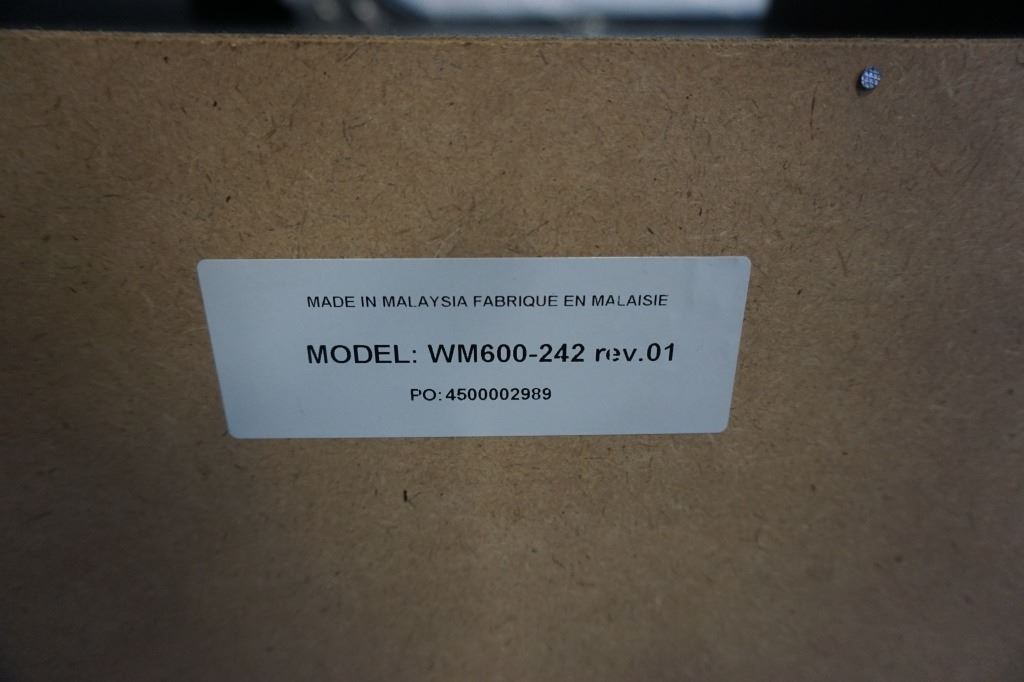 MADE IN MALAYSIA FABRIQUE EN MALAISIE
MODEL: WM600-242 rev.01
PO: 4500002989